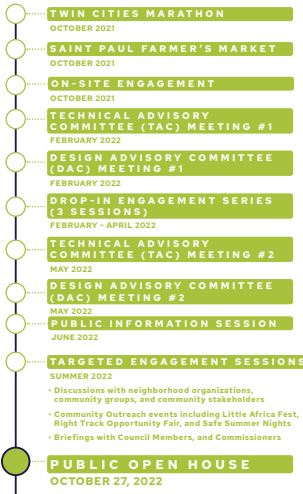 TWIN CITIES MARATHON
OCTOBER 2021
SAINT PAUL FARMER'S MARKET
OCTOBER 2021
ON-SITE ENGAGEMENT
OCTOBER 2021
TECHNICAL ADVISORY
COMMITTEE (TAC) MEETING #1
FEBRUARY 2022
DESIGN ADVISORY COMMITTEE
(DAC) MEETING #1
FEBRUARY 2022
DROP-IN ENGAGEMENT SERIES
(3 SESSIONS)
FEBRUARY - APRIL 2022
TECHNICAL ADVISORY
COMMITTEE (TAC) MEETING #2
MAY 2022
DESIGN ADVISORY COMMITTEE
(DAC) MEETING #2
MAY 2022
PUBLIC INFORMATION SESSION
JUNE 2022
TARGETED ENGAGEMENT SESSIONS
SUMMER 2022
• Discussions with neighborhood organizations,
community groups, and community stakeholders
• Community Outreach events including Little Africa Fest,
Right Track Opportunity Fair, and Safe Summer Nights
• Briefings with Council Members, and Commissioners
PUBLIC OPEN HOUSE
OCTOBER 27, 2022